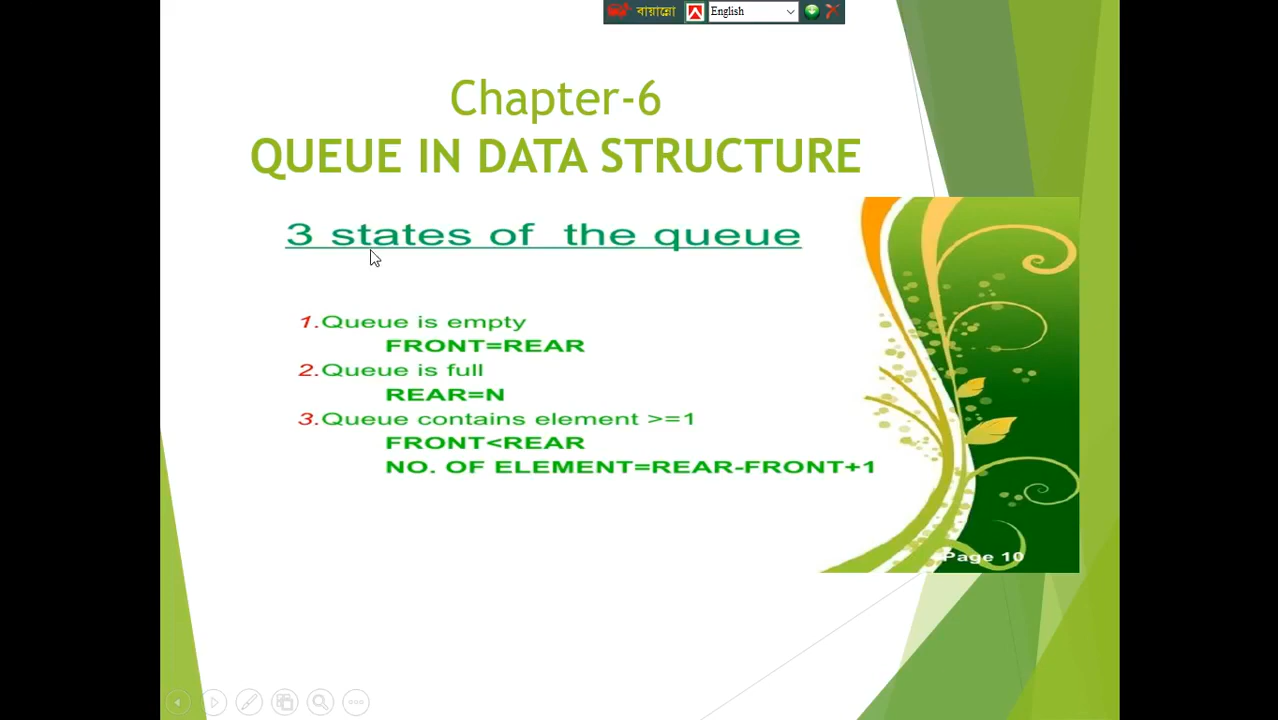 বায়ান্নো English
Chapter-6
QUEUE IN DATA STRUCTURE
3 states of the queue
1.Queue is empty
FRONT=REAR
2.Queue is full
REAR=N
3.Queue contains element >=1
FRONT<REAR
NO. OF ELEMENT=REAR-FRONT+1
Page 10